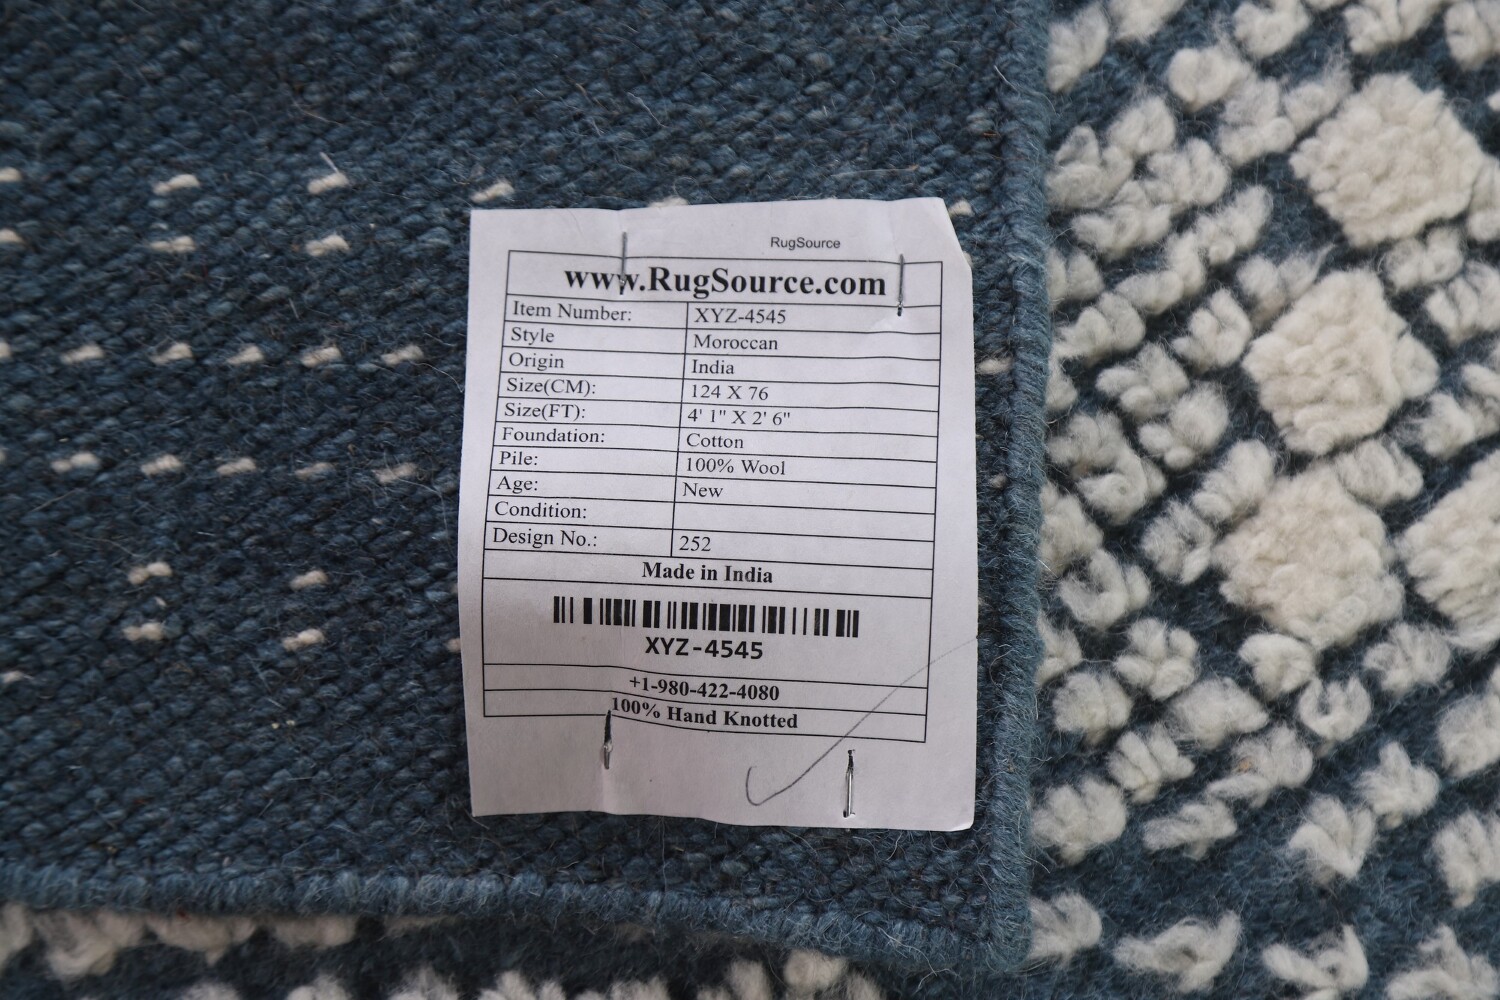 RugSource
www.RugSource.com
Item Number: XYZ-4545
Style Moroccan
Origin India
Size(CM): 124 X 76
Size(FT): 4' 1" X 2' 6"
Foundation: Cotton
Pile: 100% Wool
Age: New
Condition:
Design No.: 252
Made in India
XYZ-4545
+1-980-422-4080
100% Hand Knotted